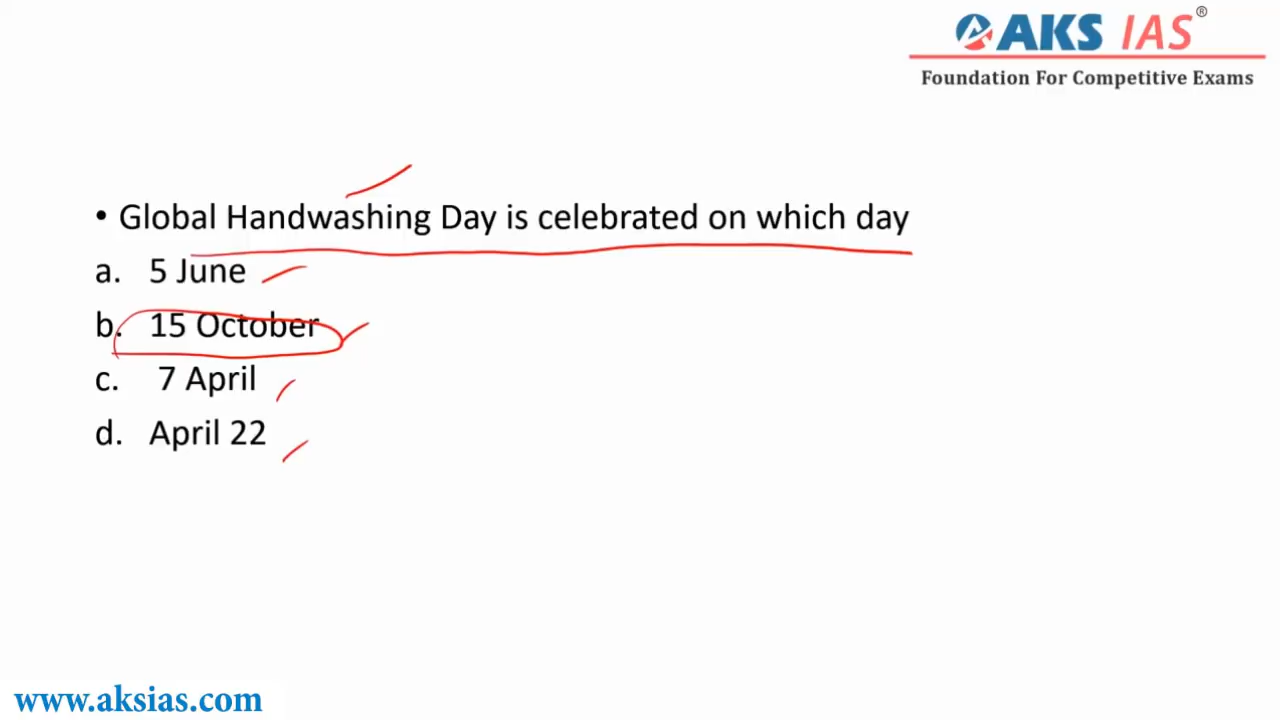 AKS IAS®
Foundation For Competitive Exams
• Global Handwashing Day is celebrated on which day
a. 5 June
b. 15 October
c. 7 April
d. April 22
www.aksias.com